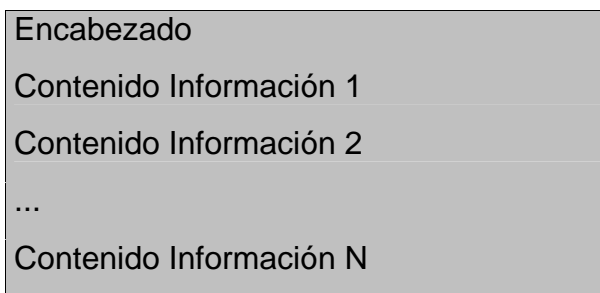 Encabezado
Contenido Información 1
Contenido Información 2
...
Contenido Información N